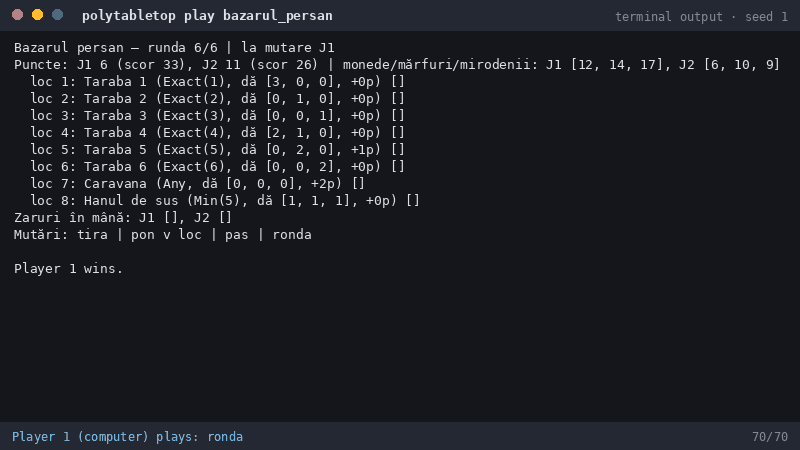 polytabletop play bazarul_persan
terminal output · seed 1
Bazarul persan — runda 6/6 | la mutare J1
Puncte: J1 6 (scor 33), J2 11 (scor 26) | monede/mărfuri/mirodenii: J1 [12, 14, 17], J2 [6, 10, 9]
loc 1: Taraba 1 (Exact(1), dă [3, 0, 0], +0p) []
loc 2: Taraba 2 (Exact(2), dă [0, 1, 0], +0p) []
loc 3: Taraba 3 (Exact(3), dă [0, 0, 1], +0p) []
loc 4: Taraba 4 (Exact(4), dă [2, 1, 0], +0p) []
loc 5: Taraba 5 (Exact(5), dă [0, 2, 0], +1p) []
loc 6: Taraba 6 (Exact(6), dă [0, 0, 2], +0p) []
loc 7: Caravana (Any, dă [0, 0, 0], +2p) []
loc 8: Hanul de sus (Min(5), dă [1, 1, 1], +0p) []
Zaruri în mână: J1 [], J2 []
Mutări: tira | pon v loc | pas | ronda
Player 1 wins.
Player 1 (computer) plays: ronda
70/70